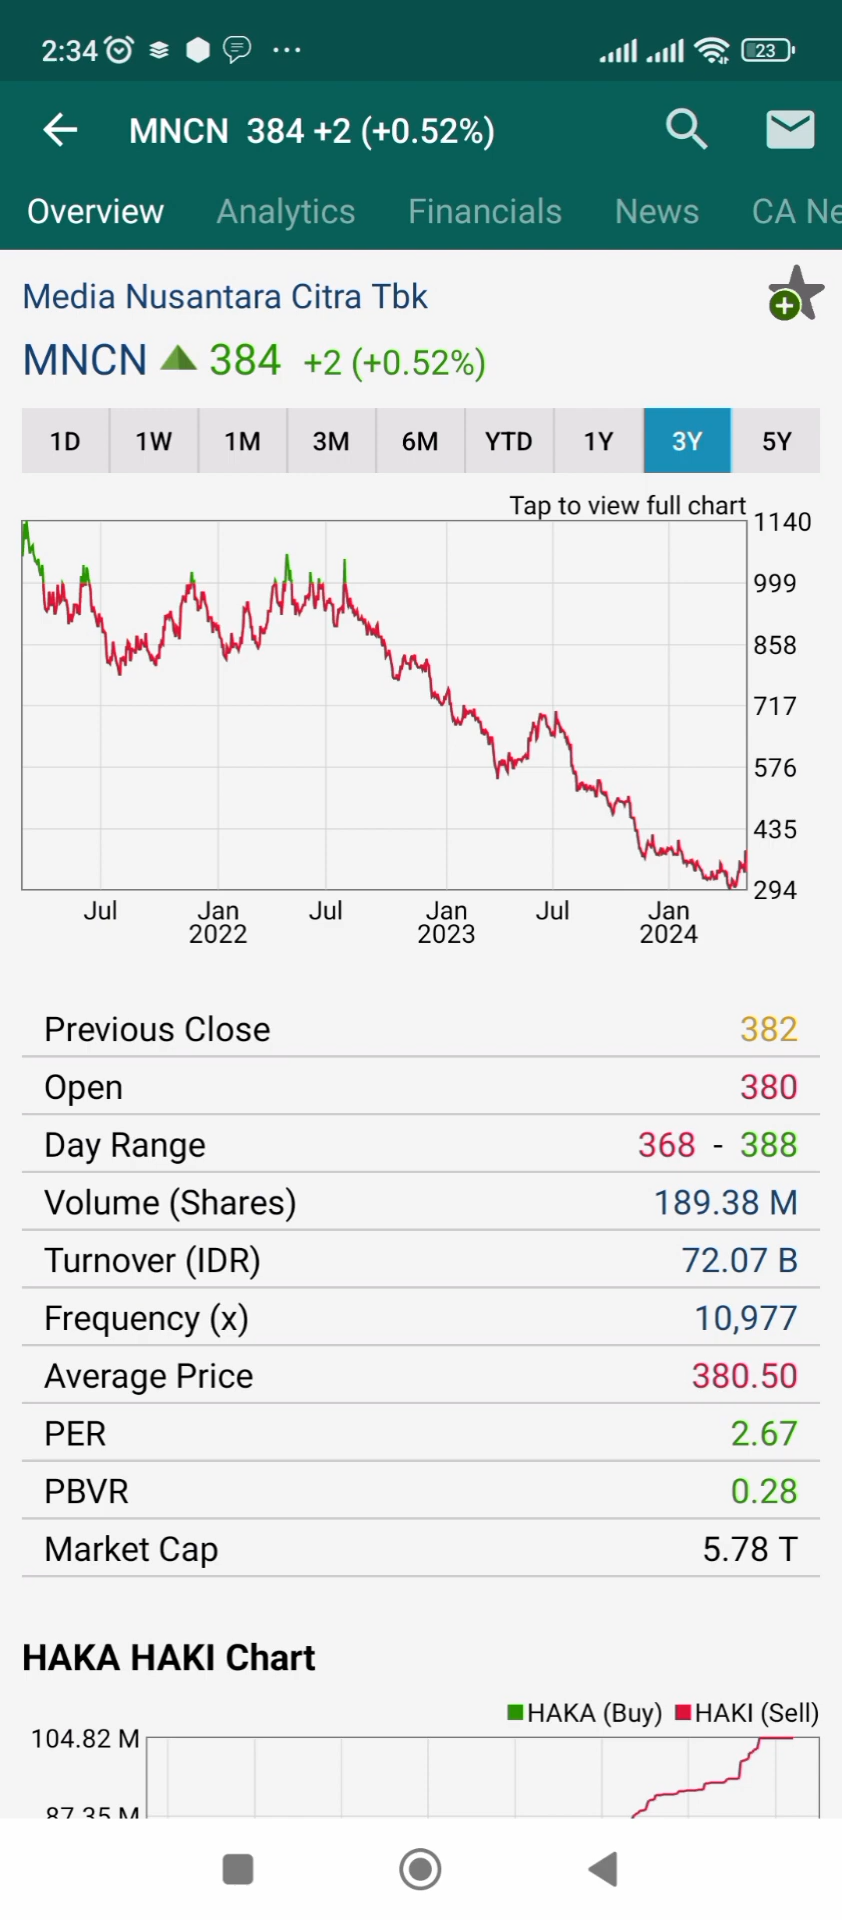 2:34 ... 23
MNCN 384 +2 (+0.52%)
Overview Analytics Financials News CA Ne
Media Nusantara Citra Tbk
MNCN 384 +2 (+0.52%)
1D 1W 1M 3M 6M YTD 1Y 3Y 5Y
Tap to view full chart
1140
999
858
717
576
435
294
Jul Jan Jul Jan Jul Jan
2022 2023 2024
Previous Close 382
Open 380
Day Range 368 - 388
Volume (Shares) 189.38 M
Turnover (IDR) 72.07 B
Frequency (x) 10,977
Average Price 380.50
PER 2.67
PBVR 0.28
Market Cap 5.78 T
HAKA HAKI Chart
HAKA (Buy) HAKI (Sell)
104.82 M
87.35 M